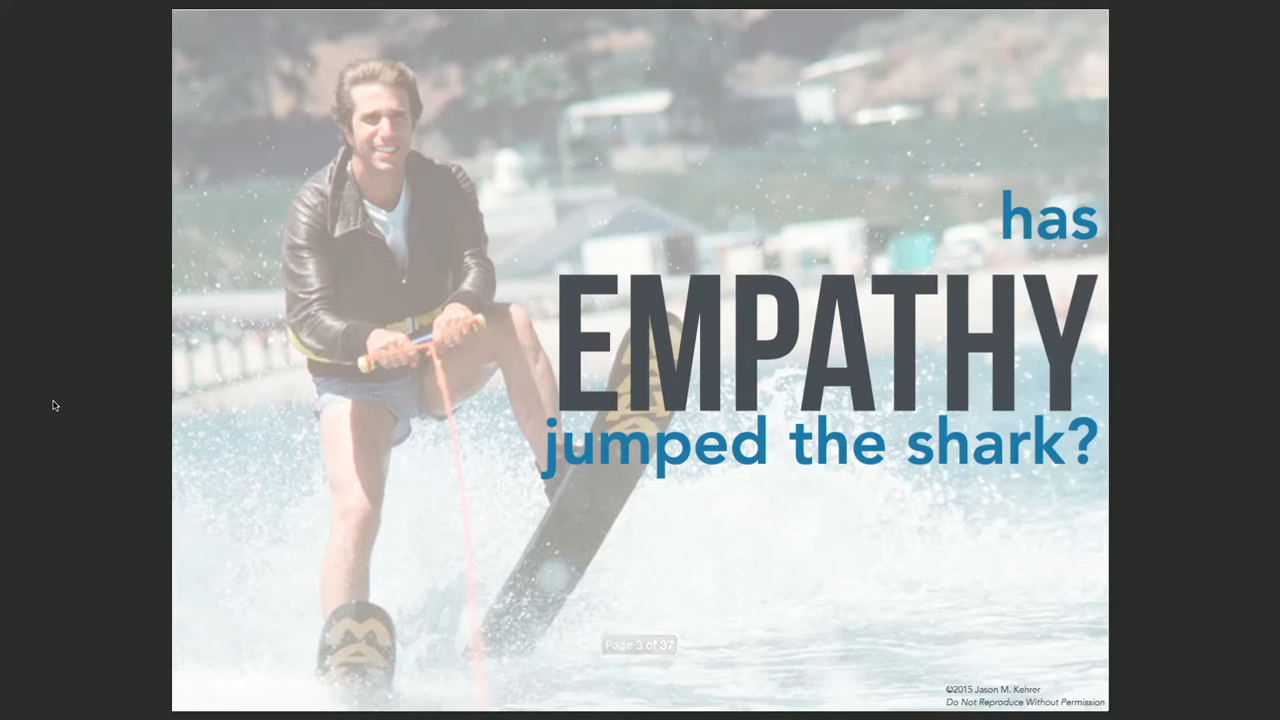 has
EMPATHY
jumped the shark?
Page 3 of 37
©2015 Jason M. Kehrer
Do Not Reproduce Without Permission